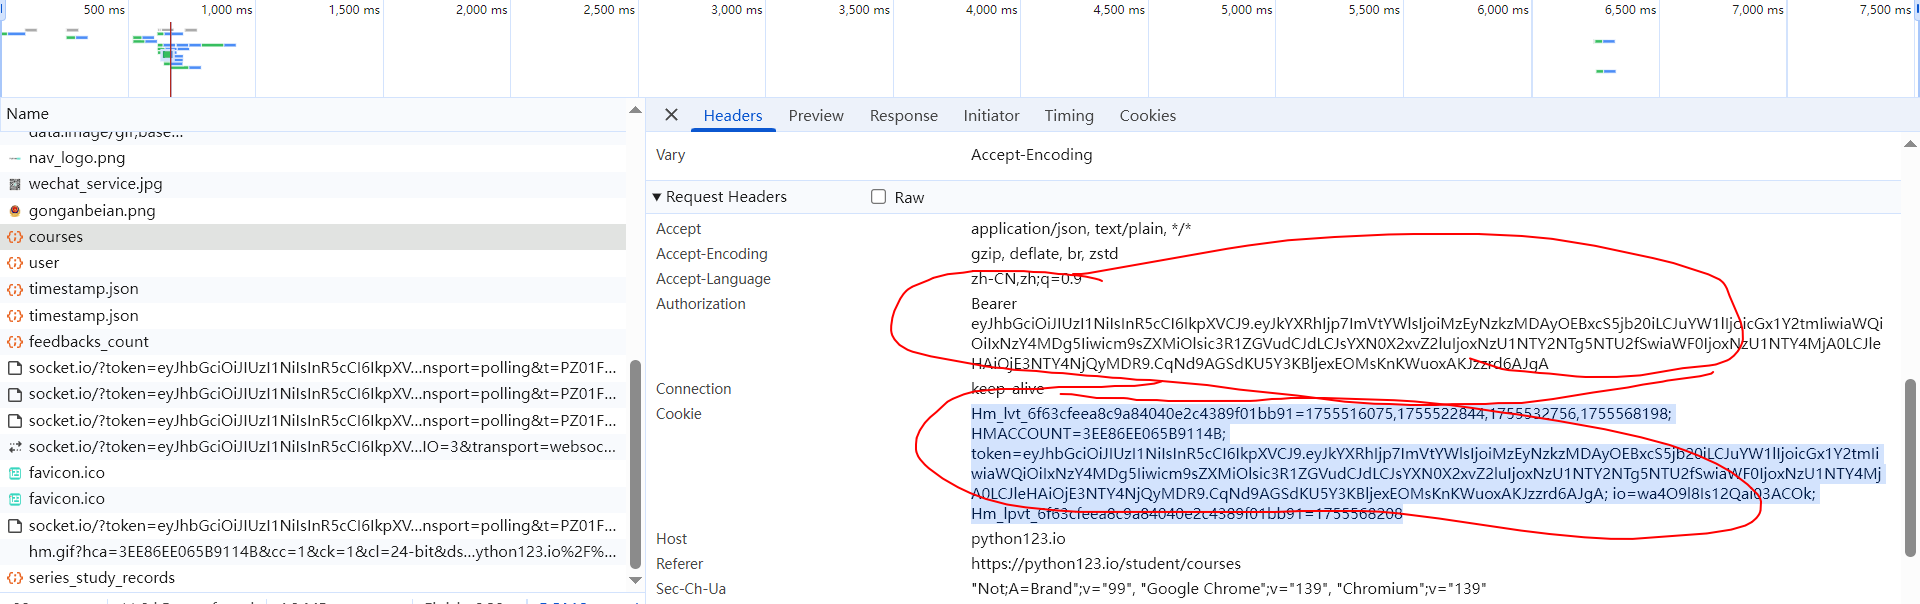 500 ms
1,000 ms
1,500 ms
2,000 ms
2,500 ms
3,000 ms
3,500 ms
4,000 ms
4,500 ms
5,000 ms
5,500 ms
6,000 ms
6,500 ms
7,000 ms
7,500 ms
Name
data:image/gif;base...
nav_logo.png
wechat_service.jpg
gonganbeian.png
courses
user
timestamp.json
timestamp.json
feedbacks_count
socket.io/?token=eyJhbGciOiJIUzI1NiIsInR5cCI6IkpXV...nsport=polling&t=PZ01F...
socket.io/?token=eyJhbGciOiJIUzI1NiIsInR5cCI6IkpXV...nsport=polling&t=PZ01F...
socket.io/?token=eyJhbGciOiJIUzI1NiIsInR5cCI6IkpXV...nsport=polling&t=PZ01F...
socket.io/?token=eyJhbGciOiJIUzI1NiIsInR5cCI6IkpXV...IO=3&transport=websoc...
favicon.ico
favicon.ico
socket.io/?token=eyJhbGciOiJIUzI1NiIsInR5cCI6IkpXV...nsport=polling&t=PZ01F...
hm.gif?hca=3EE86EE065B9114B&cc=1&ck=1&cl=24-bit&ds...ython123.io%2F%...
series_study_records
Headers
Preview
Response
Initiator
Timing
Cookies
Vary
Accept-Encoding
Request Headers
Raw
Accept
application/json, text/plain, */*
Accept-Encoding
gzip, deflate, br, zstd
Accept-Language
zh-CN,zh;q=0.9
Authorization
Bearer
Connection
keep-alive
Cookie
Hm_lvt_6f63cfeea8c9a84040e2c4389f01bb91=1755516075,1755522844,1755532756,1755568198;
HMACCOUNT=3EE86EE065B9114B;
Hm_lpvt_6f63cfeea8c9a84040e2c4389f01bb91=1755568208
Host
python123.io
Referer
https://python123.io/student/courses
Sec-Ch-Ua
"Not;A=Brand";v="99", "Google Chrome";v="139", "Chromium";v="139"